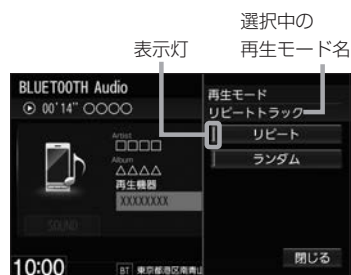 選択中の
表示灯
再生モード名
BLUETOOTH Audio
00'14" ○○○○
再生モード
リピートトラック
Artist
□□□□
Album
△△△△
再生機器
XXXXXXXX
リピート
ランダム
SOUND
閉じる
10:00
BT 東京都港区南青山